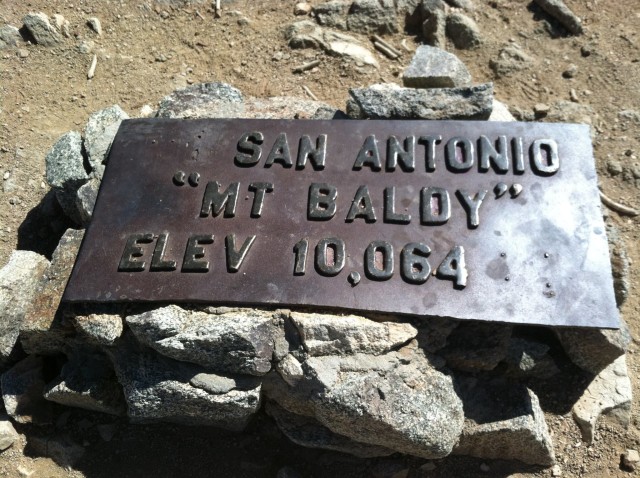 SAN ANTONIO
“MT BALDY”
ELEV 10,064